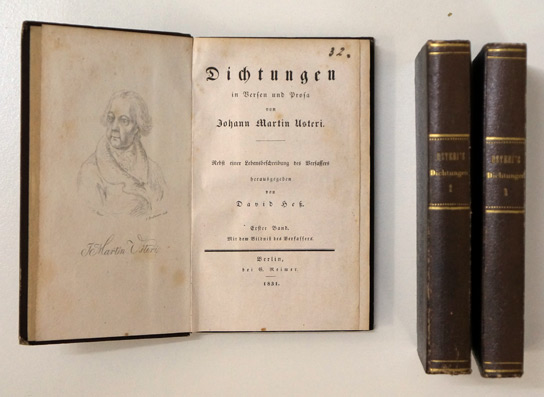 32.
Dichtungen
in Versen und Prosa
von
Johann Martin Usteri.
Nebst einer Lebensbeschreibung des Verfassers
herausgegeben
von
David Heß.
Erster Band.
Mit dem Bildniß des Verfassers.
Berlin,
bei G. Reimer
1831.
J. Martin Usteri
USTERI'S
Dichtungen
2
USTERI'S
Dichtungen
3